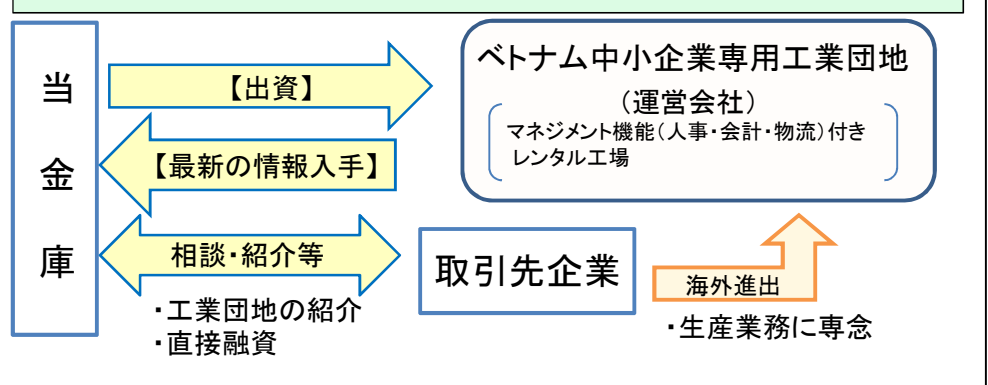 当金庫
【出資】
【最新の情報入手】
相談・紹介等
・工業団地の紹介
・直接融資
ベトナム中小企業専用工業団地
（運営会社）
マネジメント機能（人事・会計・物流）付き
レンタル工場
取引先企業
海外進出
・生産業務に専念